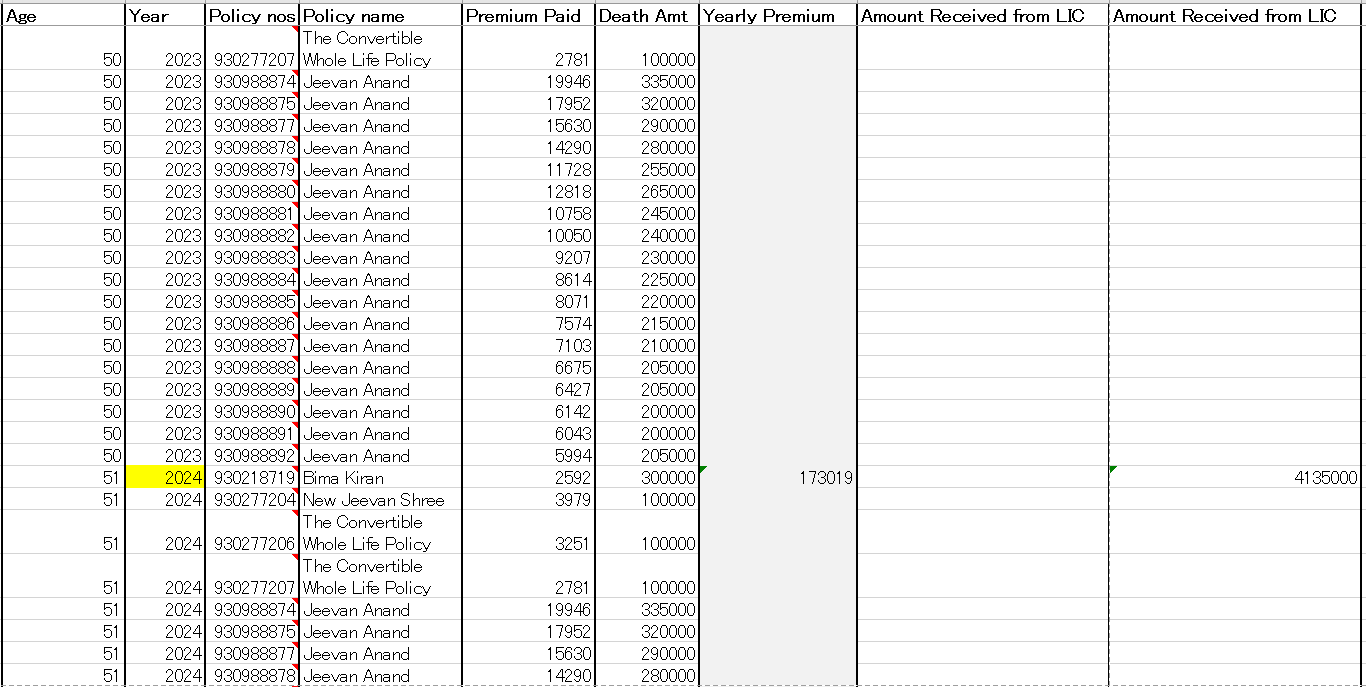 Age Year Policy nos Policy name Premium Paid Death Amt Yearly Premium Amount Received from LIC Amount Received from LIC
The Convertible
50 2023 930277207 Whole Life Policy 2781 100000
50 2023 930988874 Jeevan Anand 19946 335000
50 2023 930988875 Jeevan Anand 17952 320000
50 2023 930988877 Jeevan Anand 15630 290000
50 2023 930988878 Jeevan Anand 14290 280000
50 2023 930988879 Jeevan Anand 11728 255000
50 2023 930988880 Jeevan Anand 12818 265000
50 2023 930988881 Jeevan Anand 10758 245000
50 2023 930988882 Jeevan Anand 10050 240000
50 2023 930988883 Jeevan Anand 9207 230000
50 2023 930988884 Jeevan Anand 8614 225000
50 2023 930988885 Jeevan Anand 8071 220000
50 2023 930988886 Jeevan Anand 7574 215000
50 2023 930988887 Jeevan Anand 7103 210000
50 2023 930988888 Jeevan Anand 6675 205000
50 2023 930988889 Jeevan Anand 6427 205000
50 2023 930988890 Jeevan Anand 6142 200000
50 2023 930988891 Jeevan Anand 6043 200000
50 2023 930988892 Jeevan Anand 5994 205000
51 2024 930218719 Bima Kiran 2592 300000 173019 4135000
51 2024 930277204 New Jeevan Shree 3979 100000
The Convertible
51 2024 930277206 Whole Life Policy 3251 100000
The Convertible
51 2024 930277207 Whole Life Policy 2781 100000
51 2024 930988874 Jeevan Anand 19946 335000
51 2024 930988875 Jeevan Anand 17952 320000
51 2024 930988877 Jeevan Anand 15630 290000
51 2024 930988878 Jeevan Anand 14290 280000